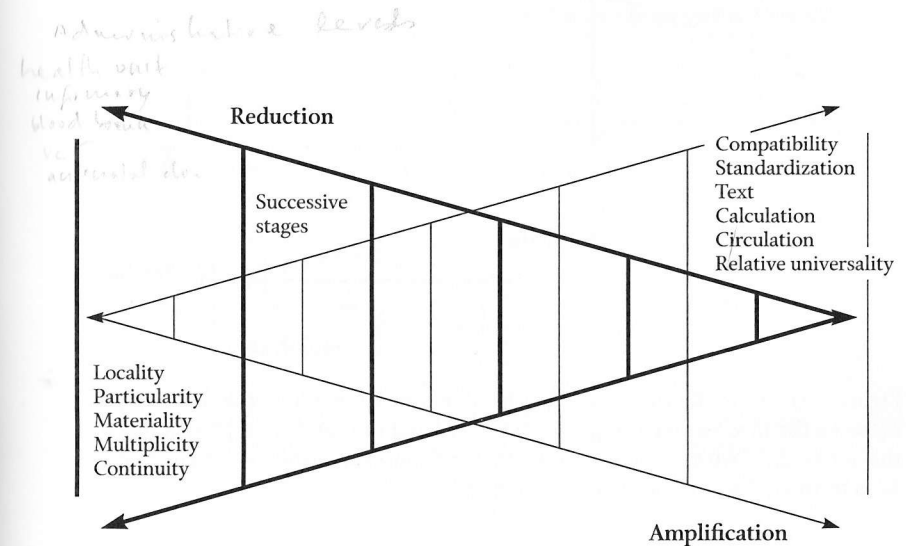 Administrative levels
health unit
infirmary
blood bank
Reduction
Successive
stages
Compatibility
Standardization
Text
Calculation
Circulation
Relative universality
Locality
Particularity
Materiality
Multiplicity
Continuity
Amplification